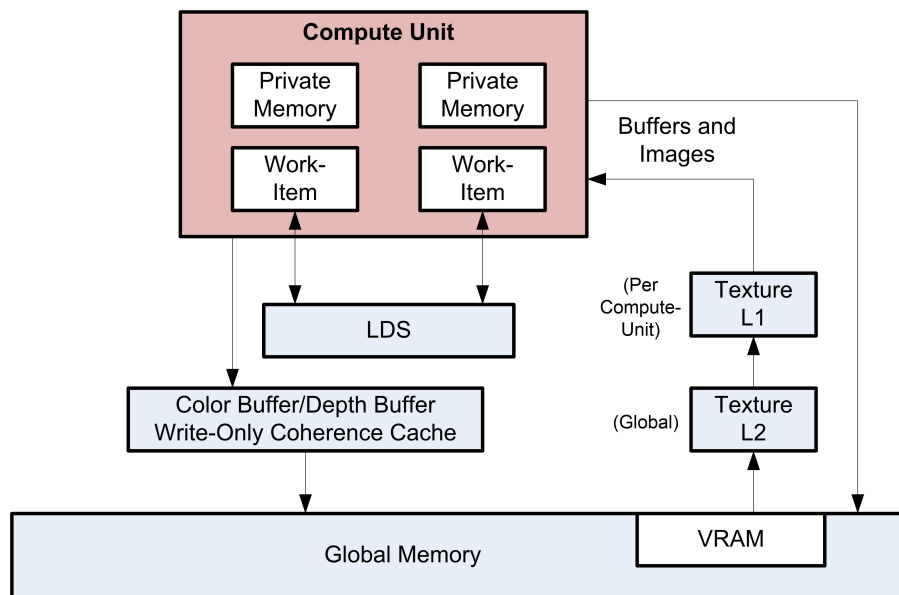 Compute Unit
Private
Memory
Private
Memory
Work-
Item
Work-
Item
Buffers and
Images
(Per
Compute-
Unit)
Texture
L1
LDS
Color Buffer/Depth Buffer
Write-Only Coherence Cache
(Global)
Texture
L2
Global Memory
VRAM